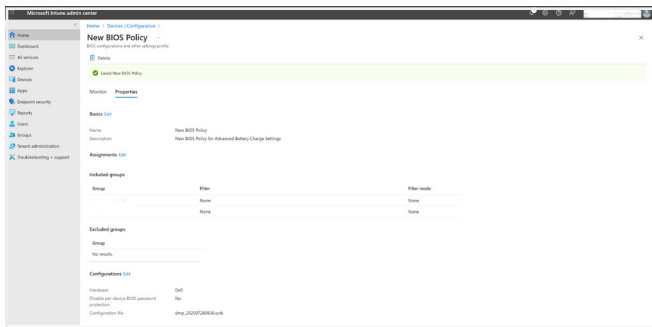 Microsoft Intune admin center
Home > Devices | Configuration >
New BIOS Policy ...
BIOS configurations and other settings profile
Delete
Saved New BIOS Policy
Monitor Properties
Home
Dashboard
All services
Explorer
Devices
Apps
Endpoint security
Reports
Users
Groups
Tenant administration
Troubleshooting + support
Basics Edit
Name New BIOS Policy
Description New BIOS Policy for Advanced Battery Charge Settings
Assignments Edit
Included groups
Group Filter Filter mode
None None
None None
Excluded groups
Group
No results.
Configurations Edit
Hardware Dell
Disable per-device BIOS password No
protection
Configuration file